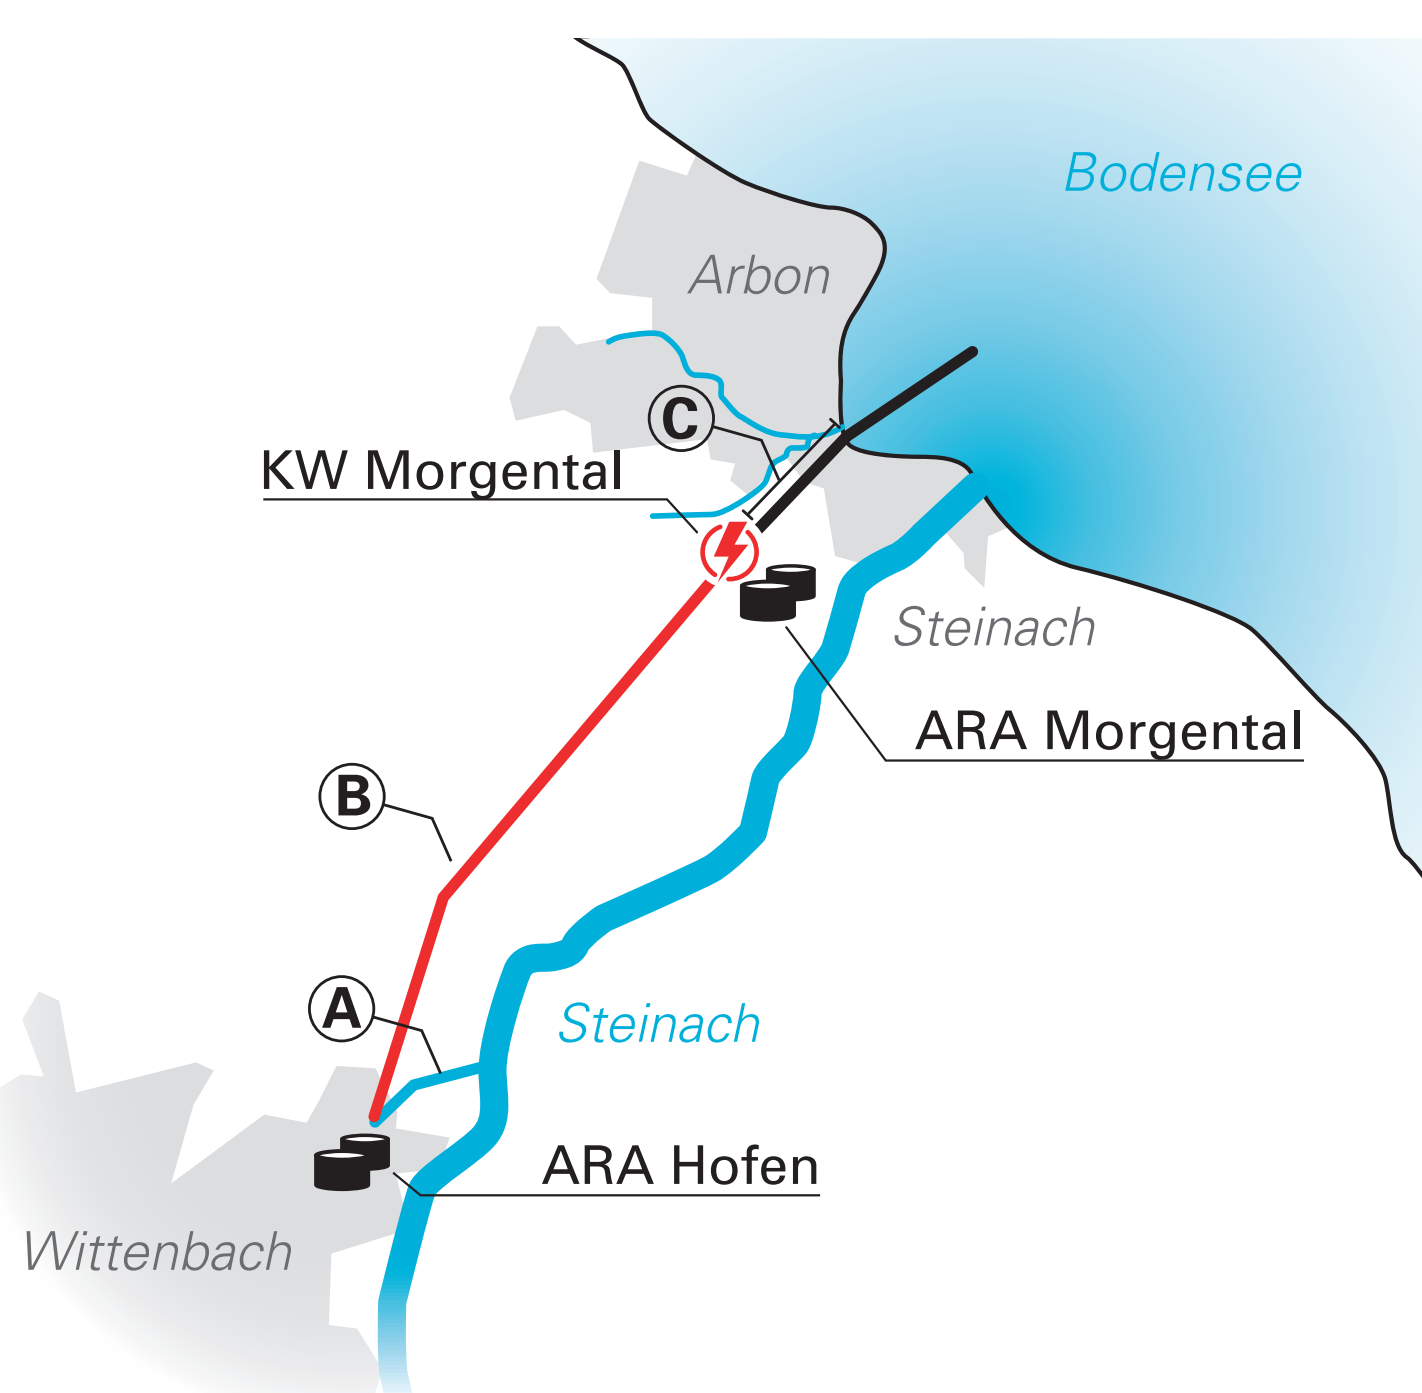 Bodensee
Arbon
C
KW Morgental
Steinach
ARA Morgental
B
A
Steinach
ARA Hofen
Wittenbach